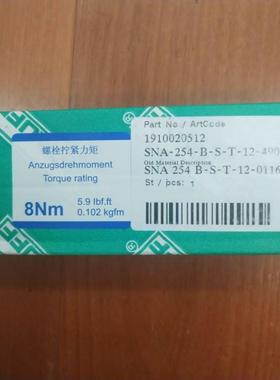 螺栓拧紧力矩
Anzugsdrehmoment
Torque rating
8Nm
5.9 lbf.ft
0.102 kgfm
Part No / ArtCode
1910020512
SNA-254-B-S-T-12-490
Old Material Description
SNA 254 B-S-T-12-0116
St / pcs: 1